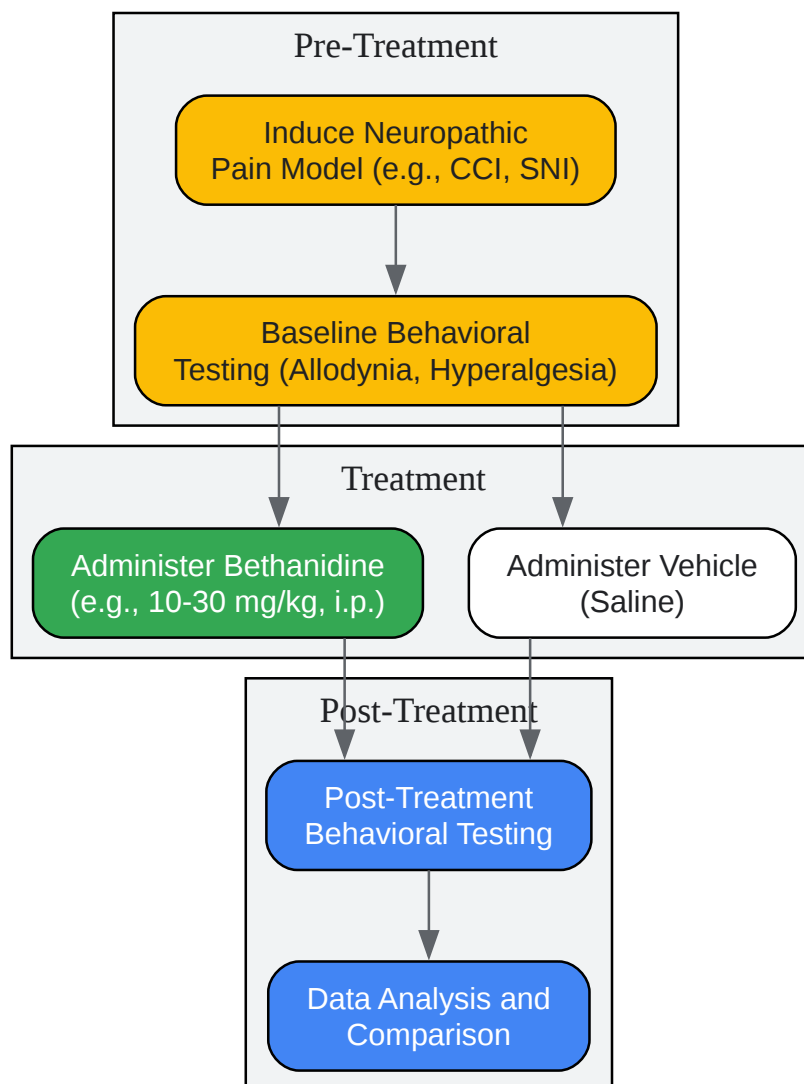 Pre-Treatment
Induce Neuropathic
Pain Model (e.g., CCI, SNI)
Baseline Behavioral
Testing (Allodynia, Hyperalgesia)
Treatment
Administer Bethanidine
(e.g., 10-30 mg/kg, i.p.)
Administer Vehicle
(Saline)
Post-Treatment
Post-Treatment
Behavioral Testing
Data Analysis and
Comparison